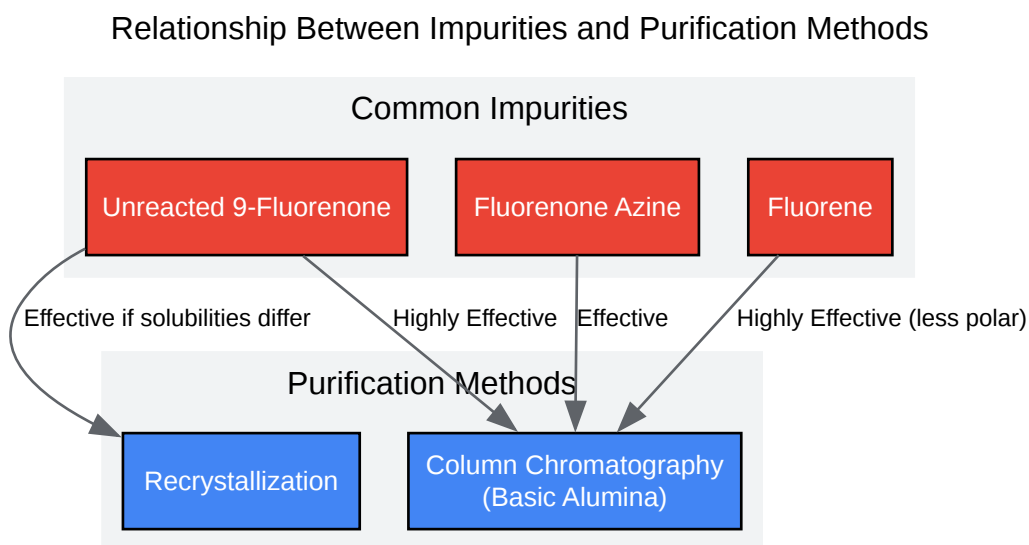 Relationship Between Impurities and Purification Methods
Common Impurities
Unreacted 9-Fluorenone
Fluorenone Azine
Fluorene
Effective if solubilities differ
Highly Effective
Effective
Highly Effective (less polar)
Purification Methods
Recrystallization
Column Chromatography
(Basic Alumina)